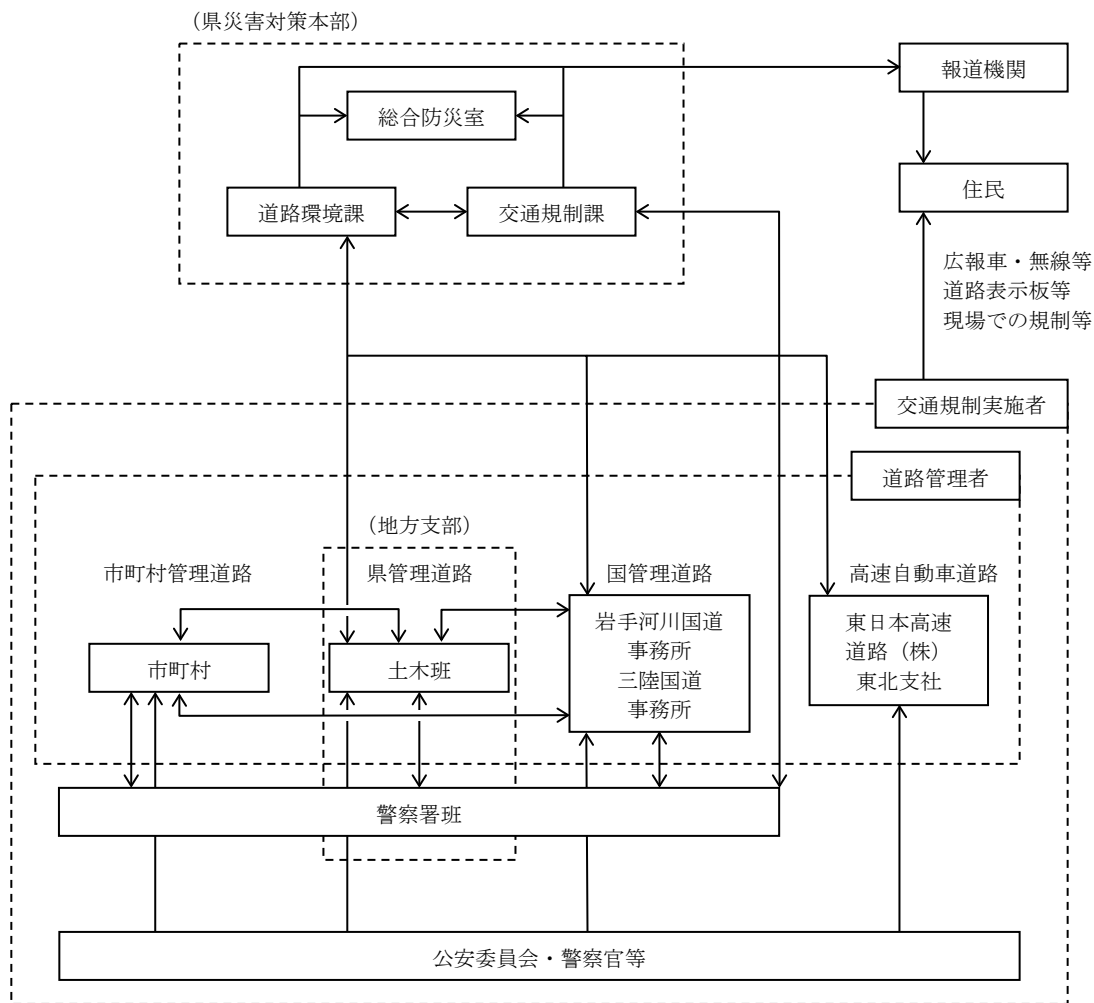 （県災害対策本部）
報道機関
総合防災室
住民
道路環境課
交通規制課
広報車・無線等
道路表示板等
現場での規制等
交通規制実施者
道路管理者
（地方支部）
市町村管理道路
県管理道路
国管理道路
高速自動車道路
岩手河川国道
事務所
三陸国道
事務所
東日本高速
道路（株）
東北支社
市町村
土木班
警察署班
公安委員会・警察官等